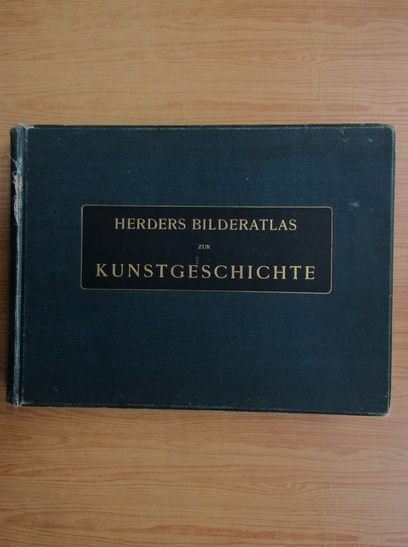 HERDERS BILDERATLAS
ZUR
KUNSTGESCHICHTE